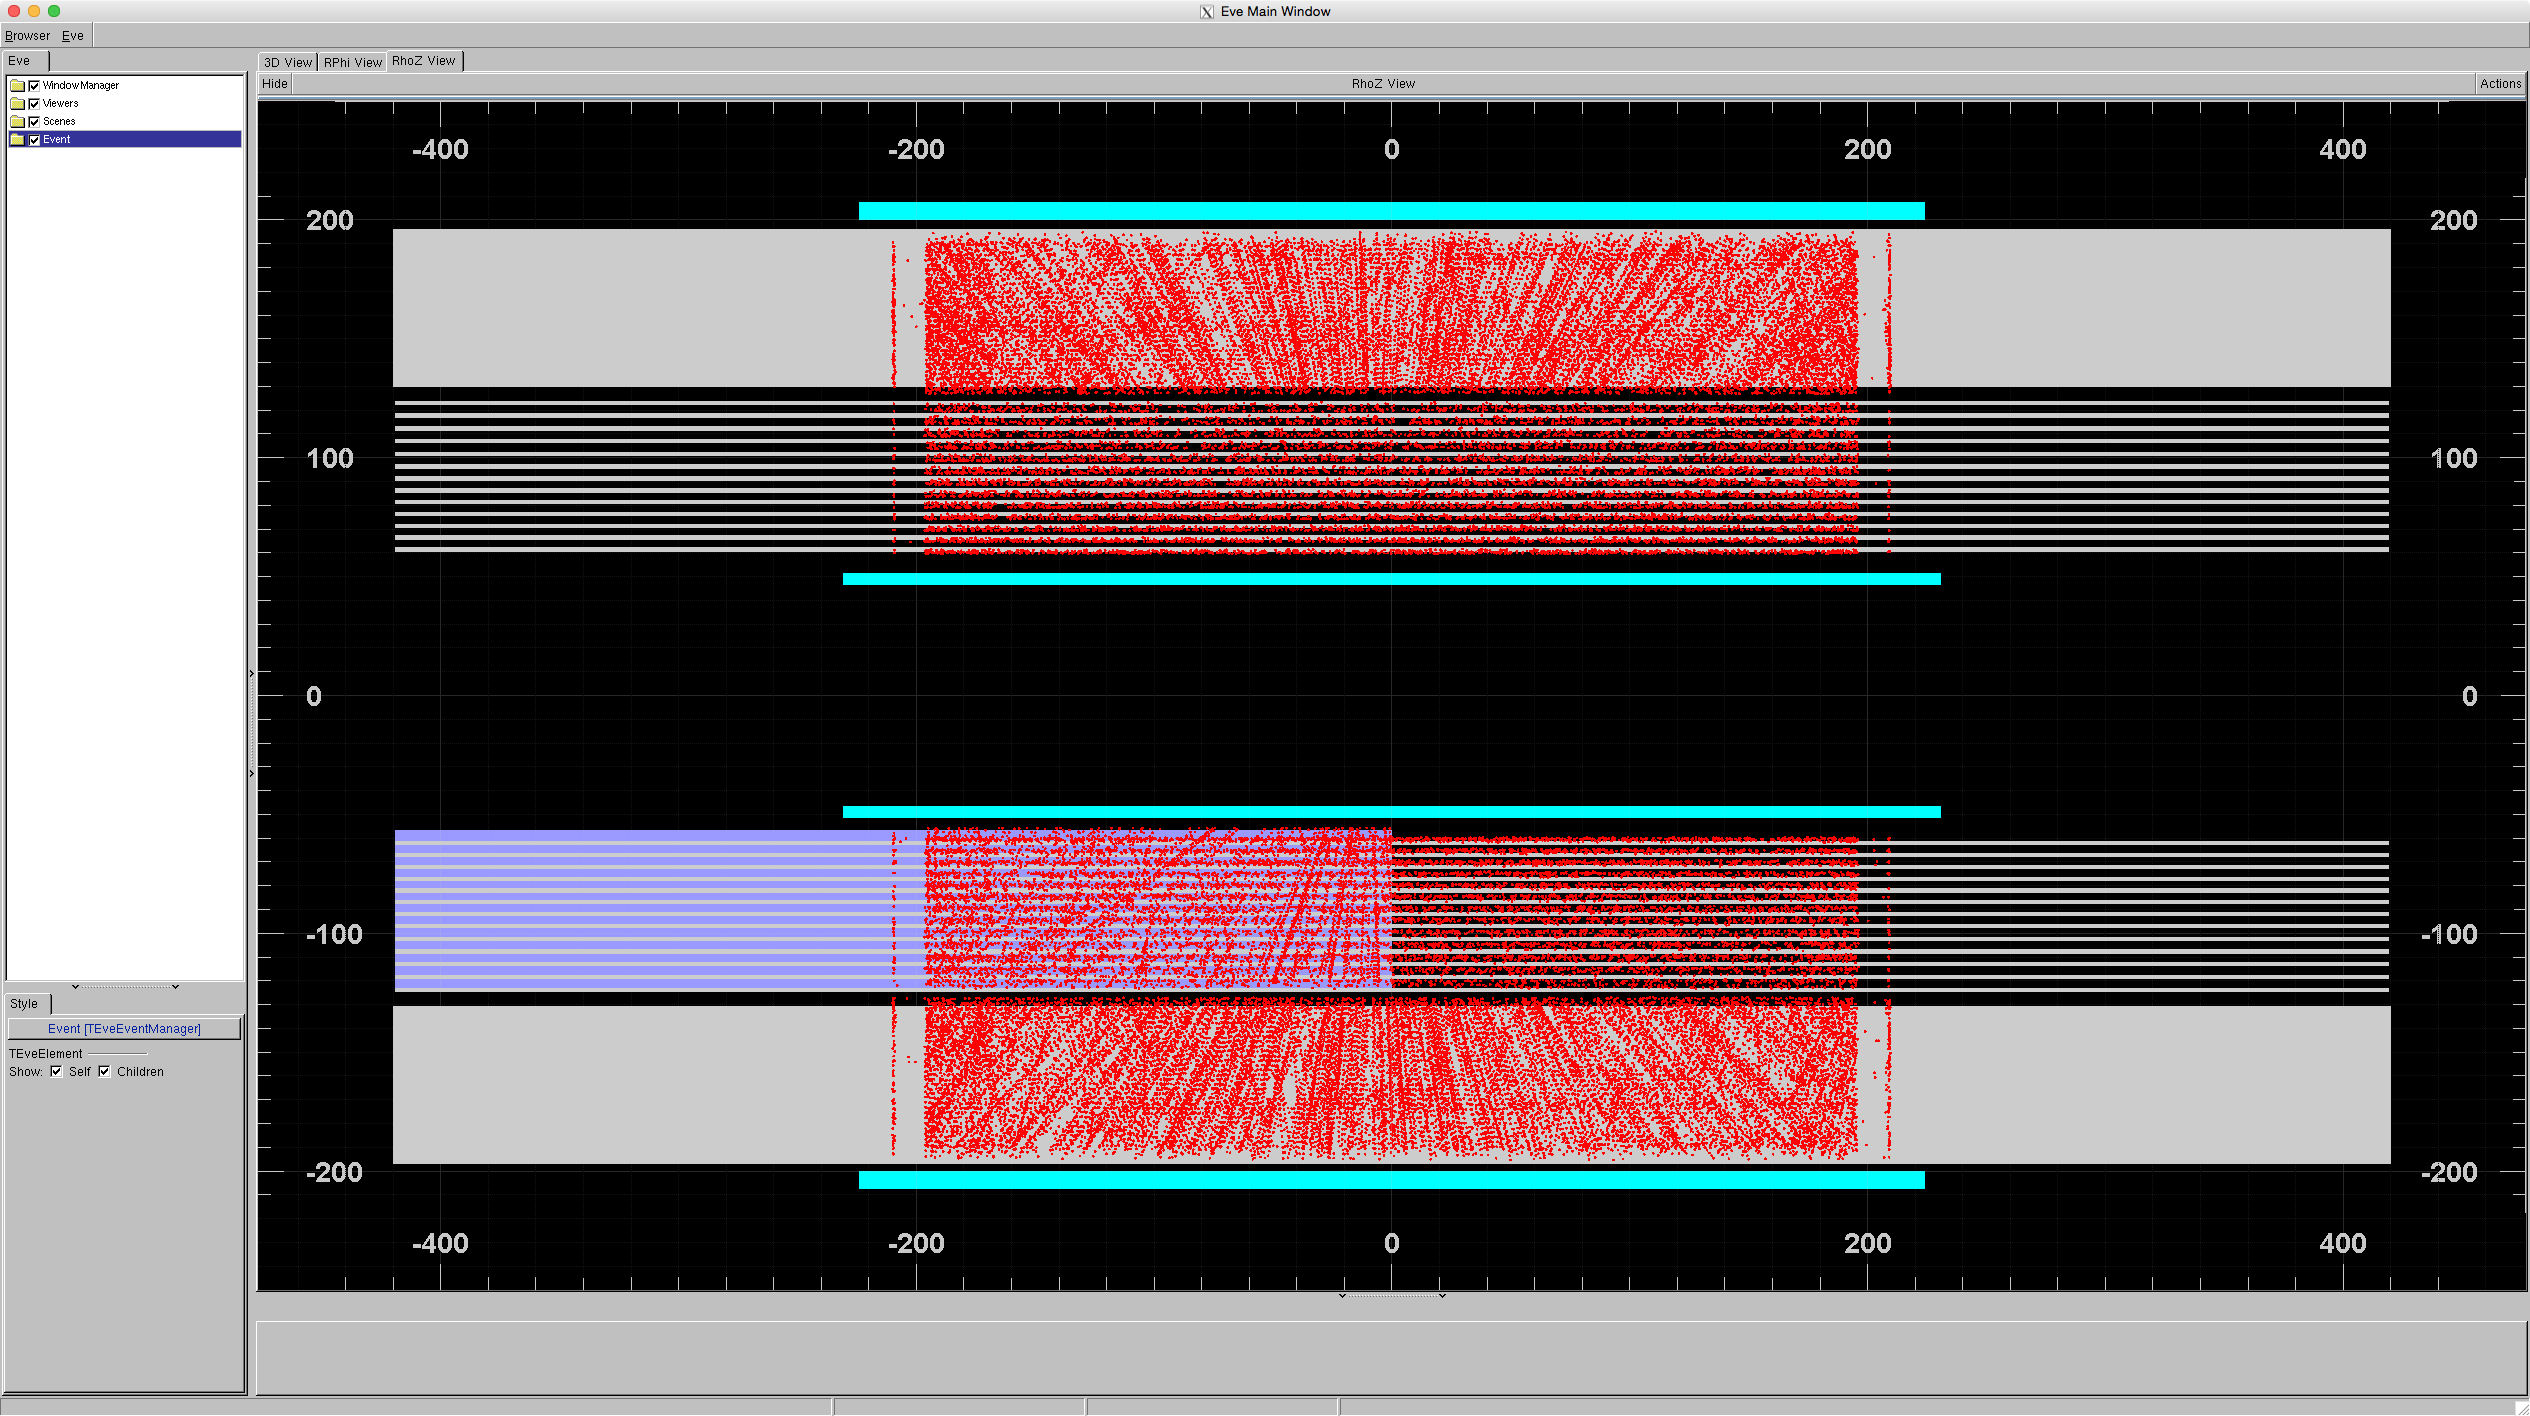 Eve Main Window
Browser Eve
Eve
3D View RPhi View RhoZ View
Hide RhoZ View Actions
WindowManager
Viewers
Scenes
Event
-400 -200 0 200 400
200 200
100 100
0 0
-100 -100
-200 -200
-400 -200 0 200 400
Style
Event [TEveEventManager]
TEveElement
Show: Self Children